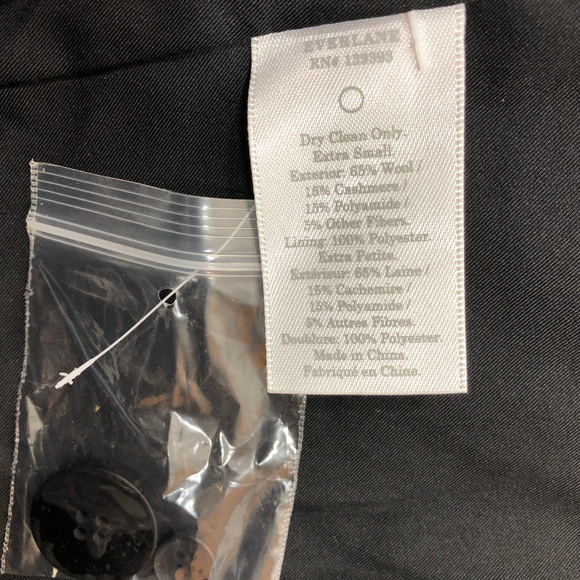 EVERLANE
RN# 139393
Dry Clean Only.
Extra Small.
Exterior: 65% Wool /
15% Cashmere /
15% Polyamide /
5% Other Fibers.
Lining: 100% Polyester.
Extra Petite.
Extérieur: 65% Laine
15% Cachemire /
15% Polyamide /
5% Autres Fibres.
Doublure: 100% Polyester.
Made in China.
Fabriqué en Chine.